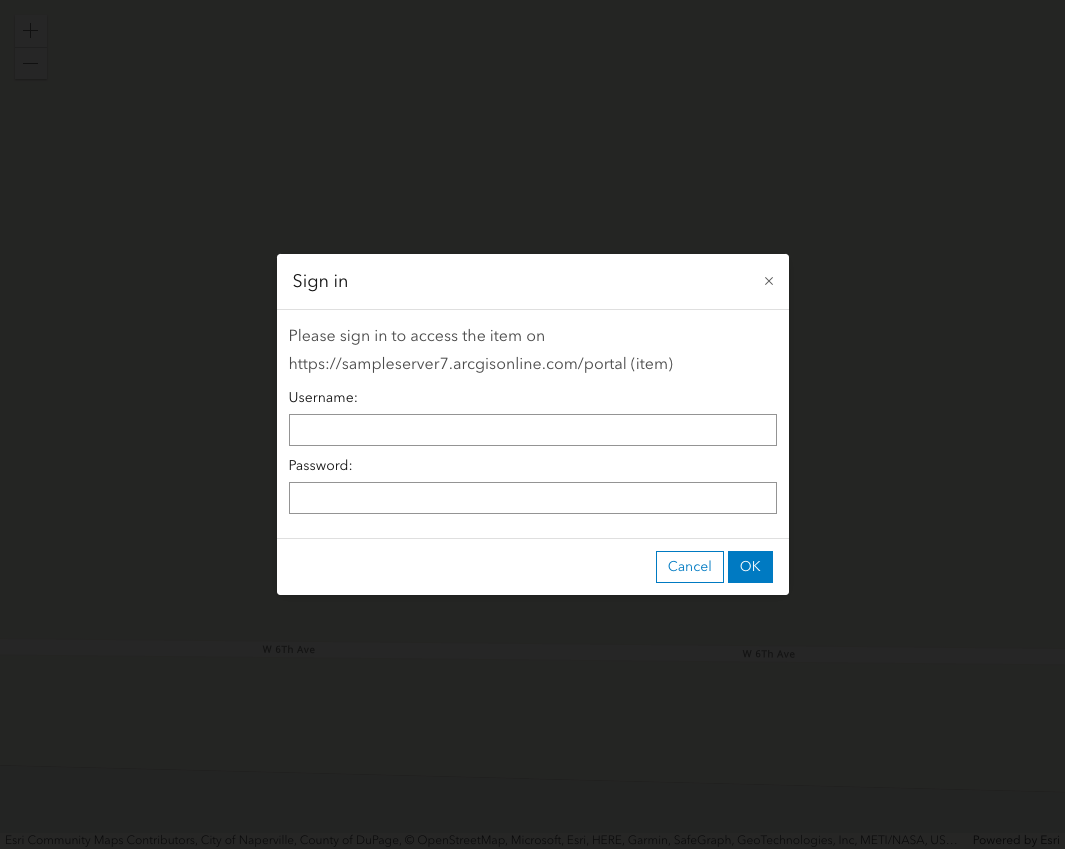 Sign in
Please sign in to access the item on
https://sampleserver7.arcgisonline.com/portal (item)
Username:
Password:
Cancel OK
W 6Th Ave
W 6Th Ave
Esri Community Maps Contributors, City of Naperville, County of DuPage, © OpenStreetMap, Microsoft, Esri, HERE, Garmin, SafeGraph, GeoTechnologies, Inc, METI/NASA, US... Powered by Esri